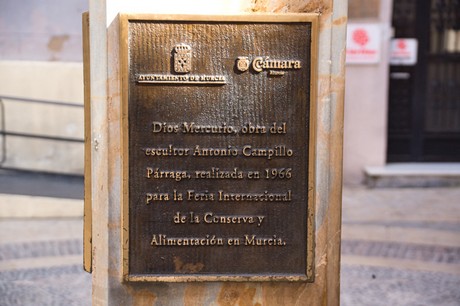 AYUNTAMIENTO DE MURCIA
Cámara
Murcia
Dios Mercurio, obra del
escultor Antonio Campillo
Párraga, realizada en 1966
para la Feria Internacional
de la Conserva y
Alimentación en Murcia.